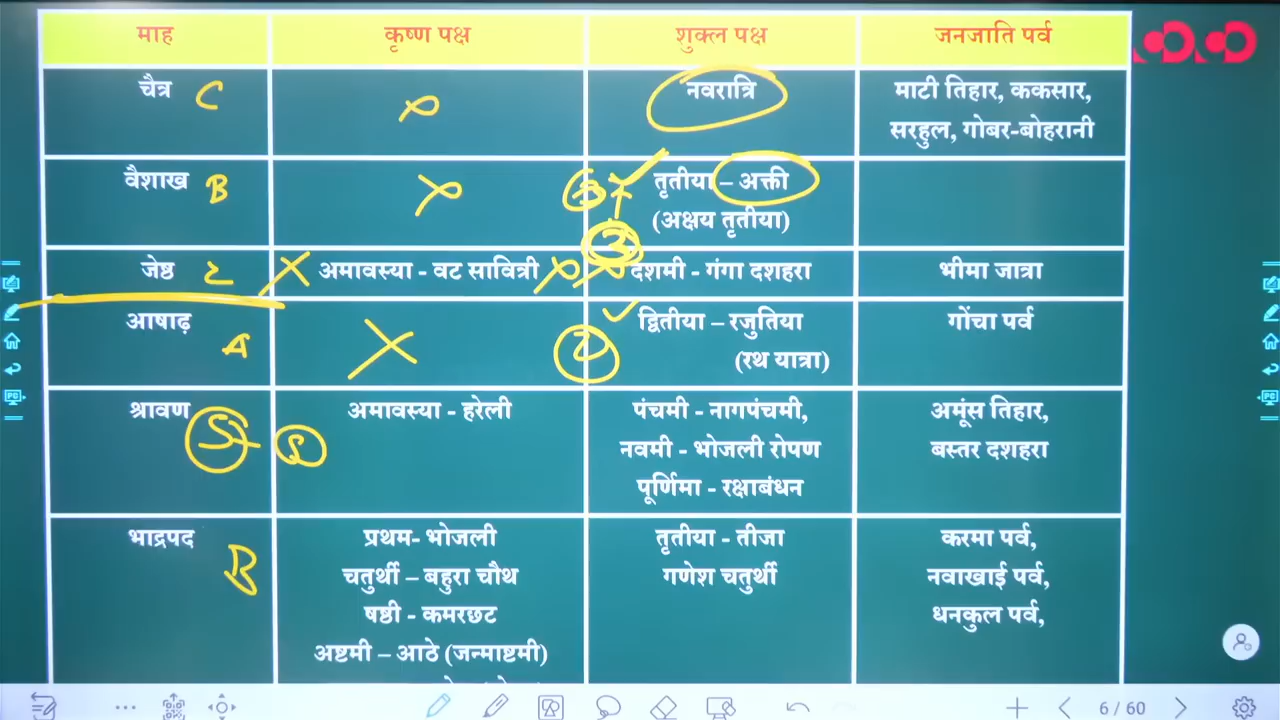 माह कृष्ण पक्ष शुक्ल पक्ष जनजाति पर्व
चैत्र C नवरात्रि माटी तिहार, ककसार,
सरहुल, गोबर-बोहरानी
वैशाख B तृतीया – अक्ती
(अक्षय तृतीया)
3
जेष्ठ अमावस्या - वट सावित्री दशमी - गंगा दशहरा भीमा जात्रा
आषाढ़ A द्वितीया – रजुतिया गोंचा पर्व
(रथ यात्रा)
श्रावण अमावस्या - हरेली पंचमी - नागपंचमी, अमूंस तिहार,
नवमी - भोजली रोपण बस्तर दशहरा
पूर्णिमा - रक्षाबंधन
भाद्रपद B प्रथम- भोजली तृतीया - तीजा करमा पर्व,
चतुर्थी – बहुरा चौथ गणेश चतुर्थी नवाखाई पर्व,
षष्ठी - कमरछट धनकुल पर्व,
अष्टमी – आठे (जन्माष्टमी)
6 / 60